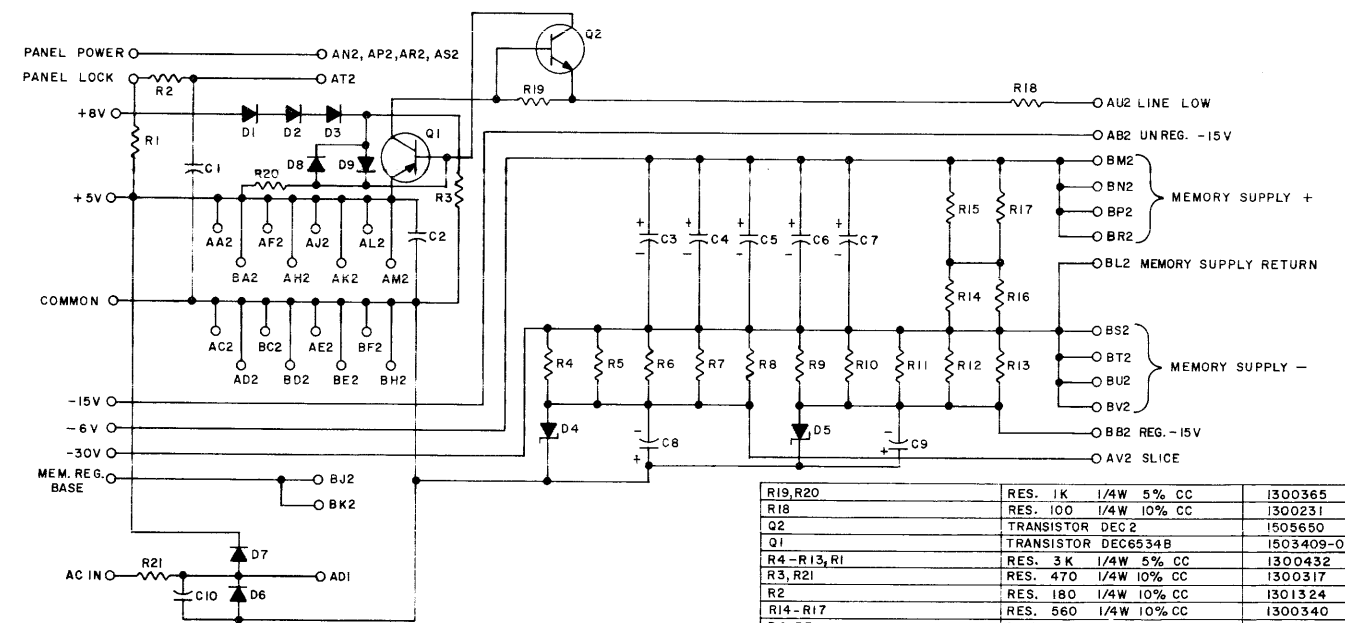 Q2
PANEL POWER
AN2, AP2, AR2, AS2
PANEL LOCK
R2
AT2
R19
R18
AU2 LINE LOW
+8V
D1
D2
D3
Q1
AB2 UNREG. -15V
R1
C1
D8
D9
R20
R3
BM2
BN2
BP2
BR2
MEMORY SUPPLY +
+5V
AA2
AF2
AJ2
AL2
C2
R15
R17
BA2
AH2
AK2
AM2
+
C3
-
+
C4
-
+
C5
-
+
C6
-
+
C7
-
BL2 MEMORY SUPPLY RETURN
COMMON
R14
R16
AC2
BC2
AE2
BF2
AD2
BD2
BE2
BH2
BS2
BT2
BU2
BV2
MEMORY SUPPLY -
R4
R5
R6
R7
R8
R9
R10
R11
R12
R13
-15V
-6V
-30V
D4
-
C8
+
D5
-
C9
+
BB2 REG. -15V
AV2 SLICE
MEM. REG. BASE
BJ2
BK2
D7
AC IN
R21
AD1
C10
D6
R19, R20 RES. 1K 1/4W 5% CC 1300365
R18 RES. 100 1/4W 10% CC 1300231
Q2 TRANSISTOR DEC 2 1505650
Q1 TRANSISTOR DEC6534B 1503409-0
R4-R13, R1 RES. 3K 1/4W 5% CC 1300432
R3, R21 RES. 470 1/4W 10% CC 1300317
R2 RES. 180 1/4W 10% CC 1301324
R14-R17 RES. 560 1/4W 10% CC 1300340